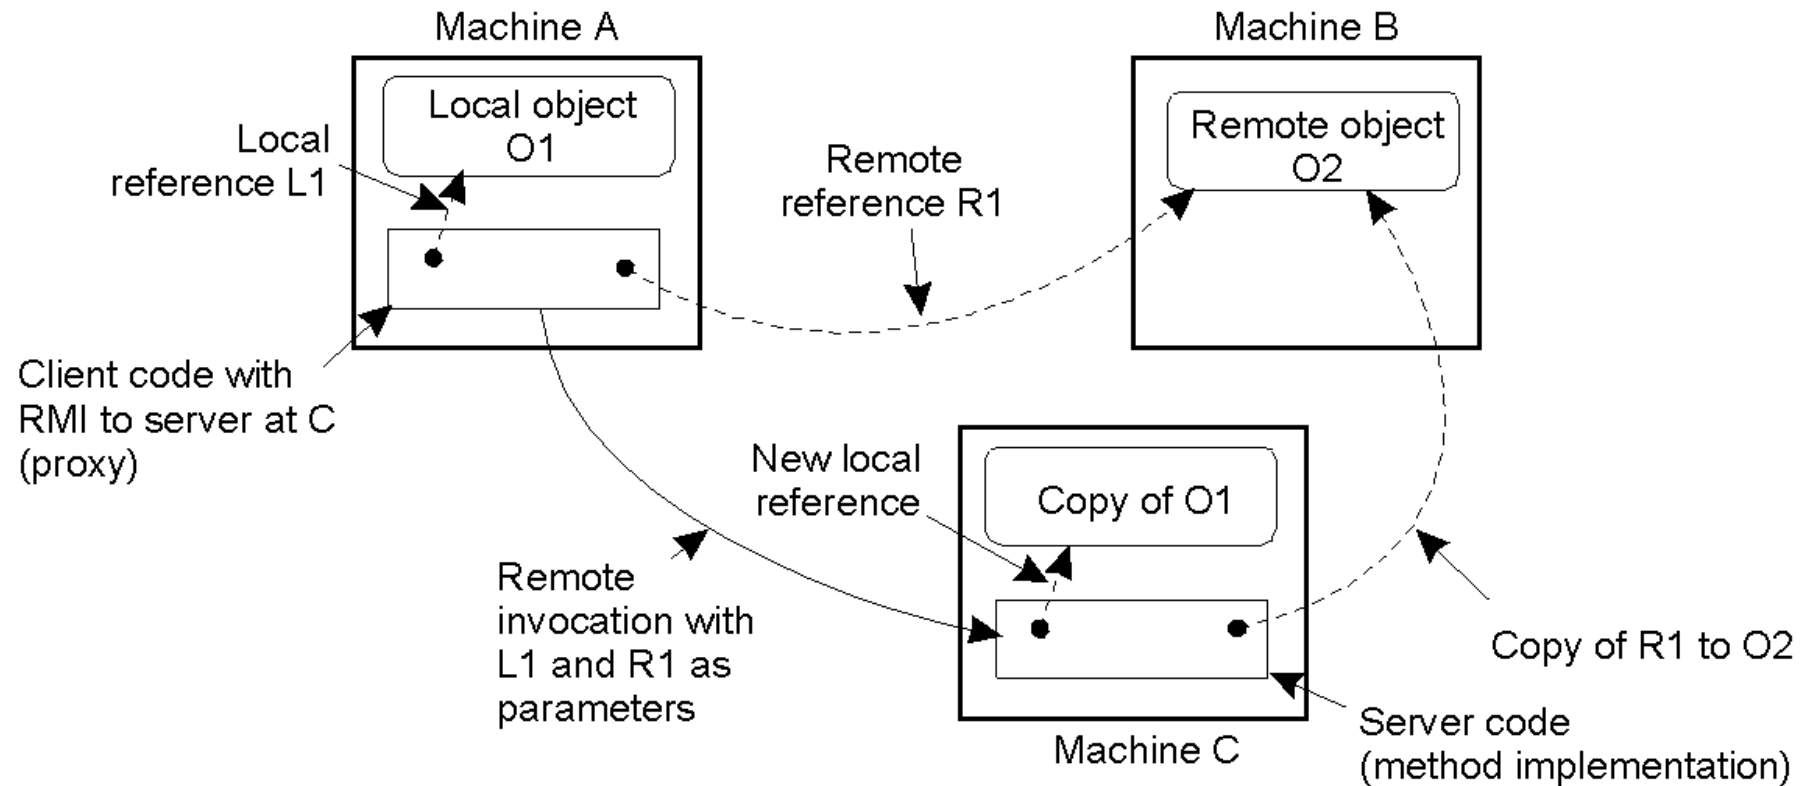 Machine A
Machine B
Local object
O1
Remote object
O2
Local
reference L1
Remote
reference R1
Client code with
RMI to server at C
(proxy)
New local
reference
Copy of O1
Remote
invocation with
L1 and R1 as
parameters
Copy of R1 to O2
Server code
(method implementation)
Machine C